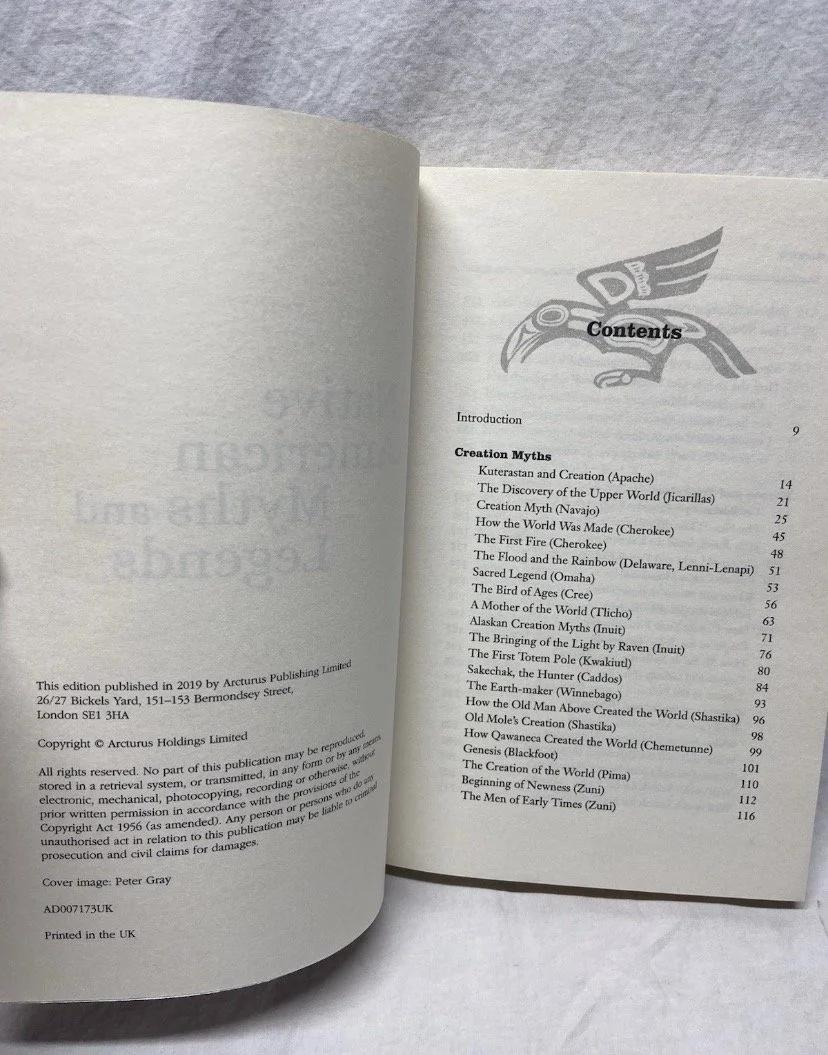 This edition published in 2019 by Arcturus Publishing Limited
26/27 Bickels Yard, 151–153 Bermondsey Street,
London SE1 3HA
Copyright © Arcturus Holdings Limited
All rights reserved. No part of this publication may be reproduced,
stored in a retrieval system, or transmitted, in any form or by any means,
electronic, mechanical, photocopying, recording or otherwise, without
prior written permission in accordance with the provisions of the
Copyright Act 1956 (as amended). Any person or persons who do any
unauthorised act in relation to this publication may be liable to criminal
prosecution and civil claims for damages.
Cover image: Peter Gray
AD007173UK
Printed in the UK
Contents
Introduction 9
Creation Myths
Kuterastan and Creation (Apache) 14
The Discovery of the Upper World (Jicarillas) 21
Creation Myth (Navajo) 25
How the World Was Made (Cherokee) 45
The First Fire (Cherokee) 48
The Flood and the Rainbow (Delaware, Lenni-Lenapi) 51
Sacred Legend (Omaha) 53
The Bird of Ages (Cree) 56
A Mother of the World (Tlicho) 63
Alaskan Creation Myths (Inuit) 71
The Bringing of the Light by Raven (Inuit) 76
The First Totem Pole (Kwakiutl) 80
Sakechak, the Hunter (Caddos) 84
The Earth-maker (Winnebago) 93
How the Old Man Above Created the World (Shastika) 96
Old Mole's Creation (Shastika) 98
How Qawaneca Created the World (Chemetunne) 99
Genesis (Blackfoot) 101
The Creation of the World (Pima) 110
Beginning of Newness (Zuni) 112
The Men of Early Times (Zuni) 116